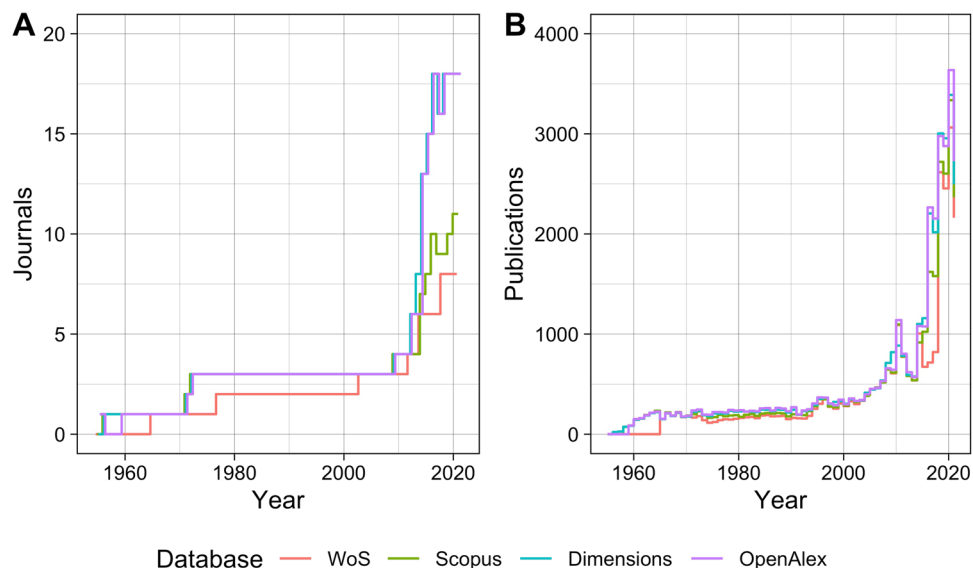 A
B
Journals
20
15
10
5
0
1960 1980 2000 2020
Year
Publications
4000
3000
2000
1000
0
1960 1980 2000 2020
Year
Database WoS Scopus Dimensions OpenAlex